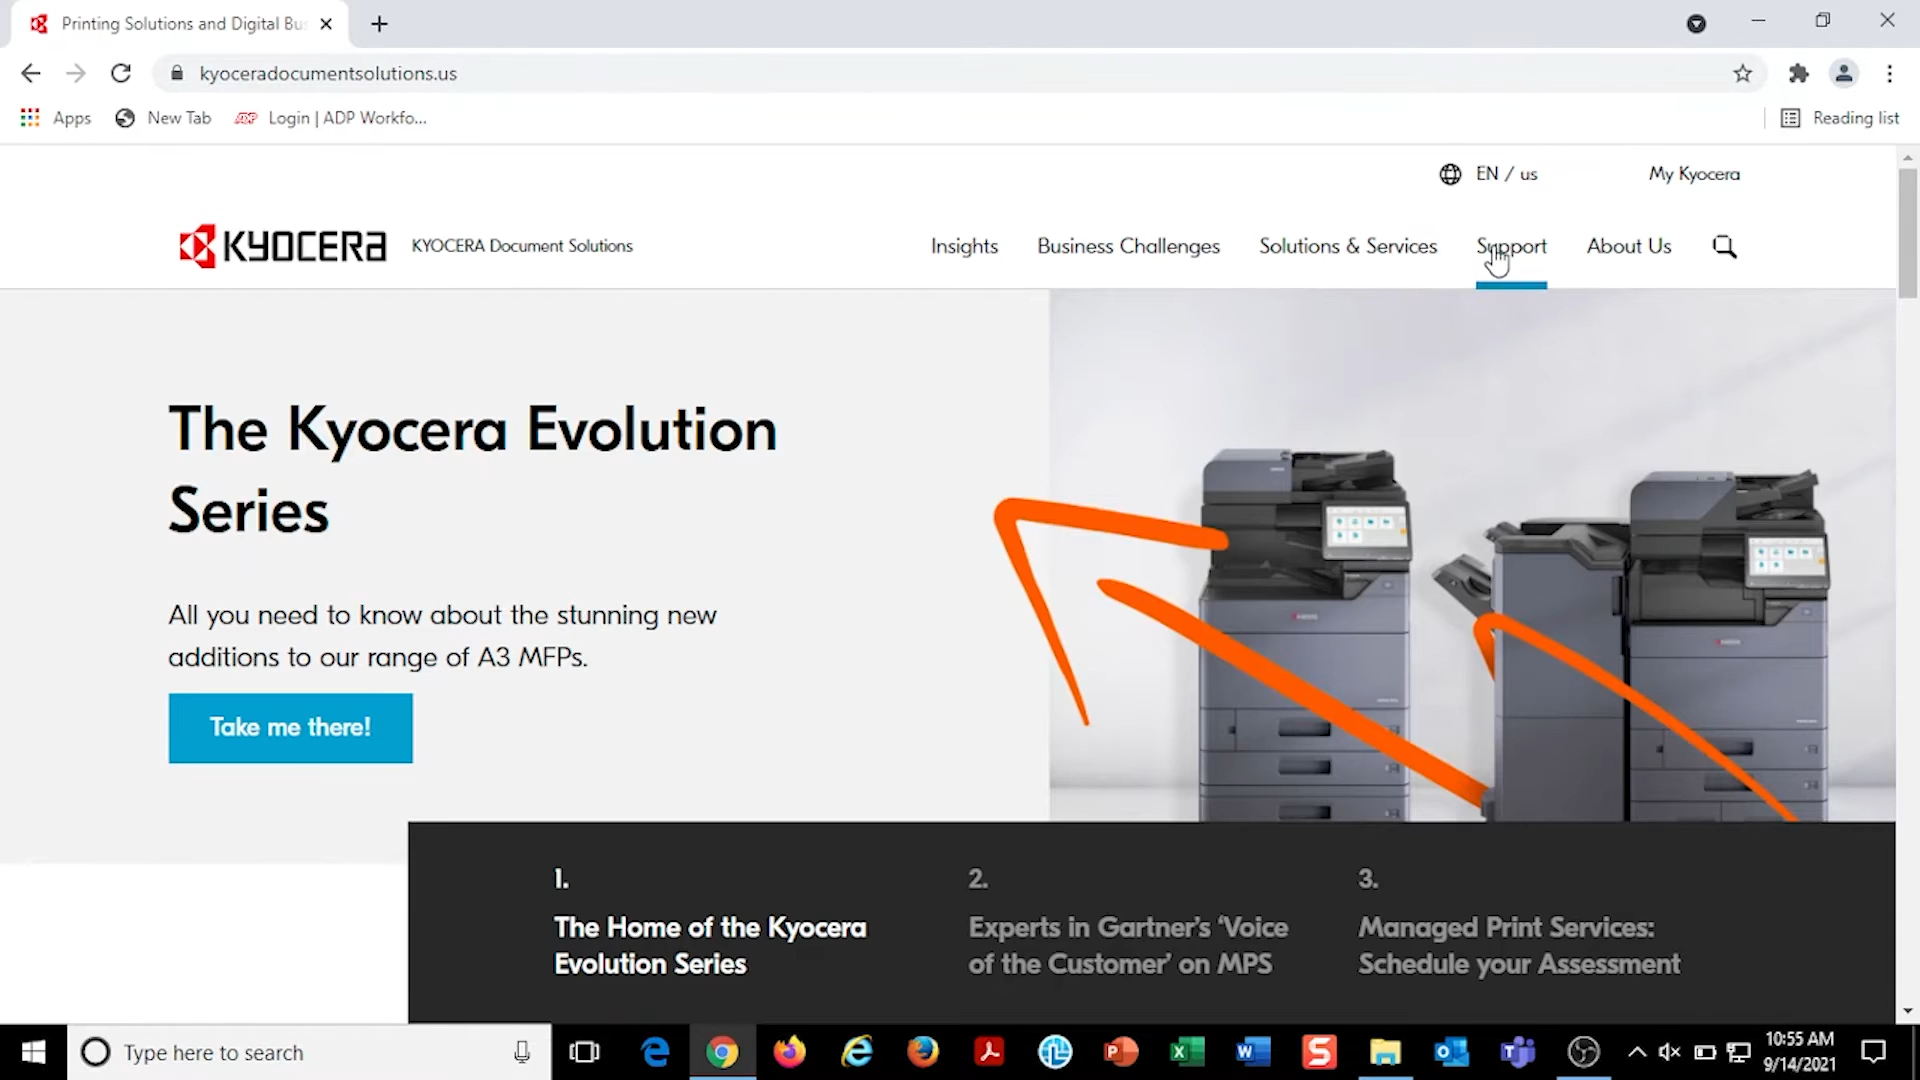 Printing Solutions and Digital Bus
kyoceradocumentsolutions.us
Apps
New Tab
ADP
Login | ADP Workfo...
Reading list
EN / us
My Kyocera
KYOCERA
KYOCERA Document Solutions
Insights
Business Challenges
Solutions & Services
Support
About Us
The Kyocera Evolution
Series
All you need to know about the stunning new
additions to our range of A3 MFPs.
Take me there!
1.
The Home of the Kyocera
Evolution Series
2.
Experts in Gartner's ‘Voice
of the Customer’ on MPS
3.
Managed Print Services:
Schedule your Assessment
Type here to search
10:55 AM
9/14/2021